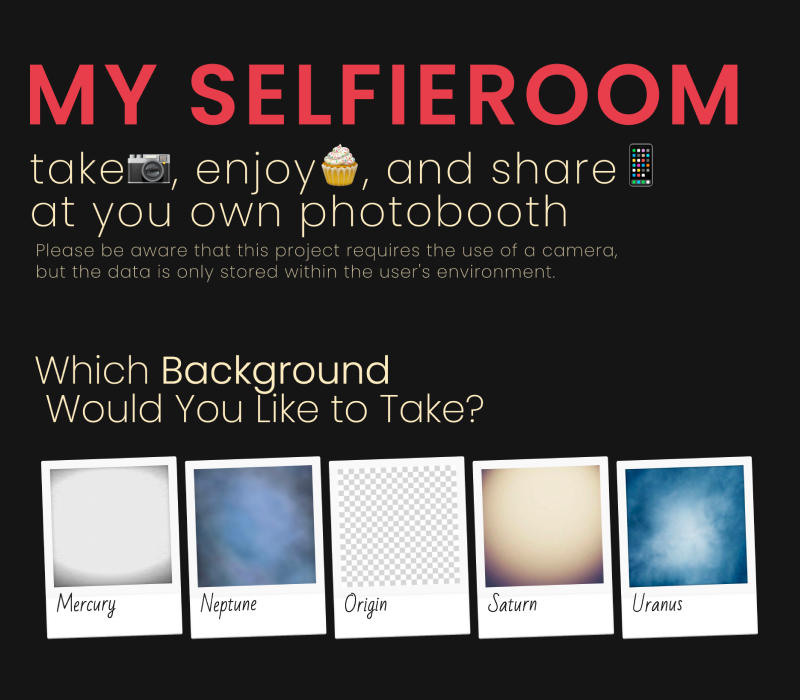 MY SELFIEROOM
take📷, enjoy🧁, and share📱
at you own photobooth
Please be aware that this project requires the use of a camera,
but the data is only stored within the user's environment.
Which Background
Would You Like to Take?
Mercury
Neptune
Origin
Saturn
Uranus